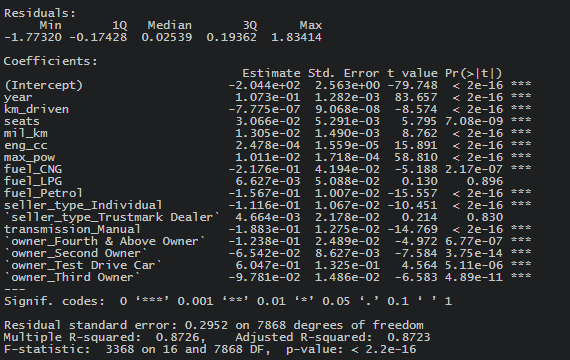 Residuals:
     Min       1Q   Median       3Q      Max
-1.77320 -0.17428  0.02539  0.19362  1.83414

Coefficients:
                                Estimate Std. Error t value Pr(>|t|)
(Intercept)                   -2.044e+02  2.563e+00 -79.748  < 2e-16 ***
year                           1.073e-01  1.282e-03  83.657  < 2e-16 ***
km_driven                     -7.775e-07  9.068e-08  -8.574  < 2e-16 ***
seats                          3.066e-02  5.291e-03   5.795 7.08e-09 ***
mil_km                         1.305e-02  1.490e-03   8.762  < 2e-16 ***
eng_cc                         2.478e-04  1.559e-05  15.891  < 2e-16 ***
max_pow                        1.011e-02  1.718e-04  58.810  < 2e-16 ***
fuel_CNG                      -2.176e-01  4.194e-02  -5.188 2.17e-07 ***
fuel_LPG                       6.627e-03  5.088e-02   0.130    0.896
fuel_Petrol                   -1.567e-01  1.007e-02 -15.557  < 2e-16 ***
seller_type_Individual        -1.116e-01  1.067e-02 -10.451  < 2e-16 ***
`seller_type_Trustmark Dealer`  4.664e-03  2.178e-02   0.214    0.830
transmission_Manual           -1.883e-01  1.275e-02 -14.769  < 2e-16 ***
`owner_Fourth & Above Owner`  -1.238e-01  2.489e-02  -4.972 6.77e-07 ***
`owner_Second Owner`          -6.542e-02  8.627e-03  -7.584 3.75e-14 ***
`owner_Test Drive Car`         6.047e-01  1.325e-01   4.564 5.11e-06 ***
`owner_Third Owner`           -9.781e-02  1.486e-02  -6.583 4.89e-11 ***
---
Signif. codes:  0 ‘***’ 0.001 ‘**’ 0.01 ‘*’ 0.05 ‘.’ 0.1 ‘ ’ 1

Residual standard error: 0.2952 on 7868 degrees of freedom
Multiple R-squared:  0.8726,    Adjusted R-squared:  0.8723
F-statistic:  3368 on 16 and 7868 DF,  p-value: < 2.2e-16